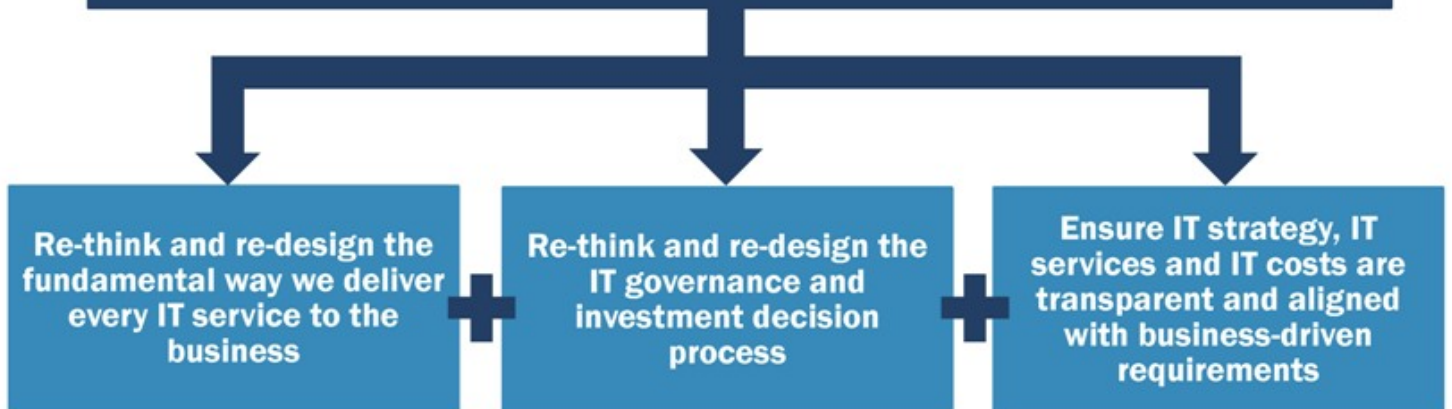 Re-think and re-design the
fundamental way we deliver
every IT service to the
business
Re-think and re-design the
IT governance and
investment decision
process
Ensure IT strategy, IT
services and IT costs are
transparent and aligned
with business-driven
requirements